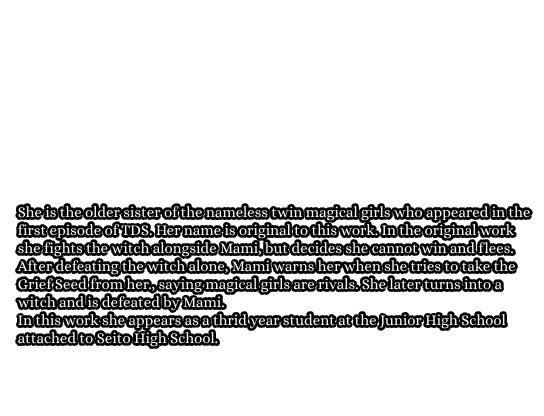 She is the older sister of the nameless twin magical girls who appeared in the
first episode of TDS. Her name is original to this work. In the original work
she fights the witch alongside Mami, but decides she cannot win and flees.
After defeating the witch alone, Mami warns her when she tries to take the
Grief Seed from her., saying magical girls are rivals. She later turns into a
witch and is defeated by Mami.
In this work she appears as a thrid year student at the Junior High School
attached to Seito High School.